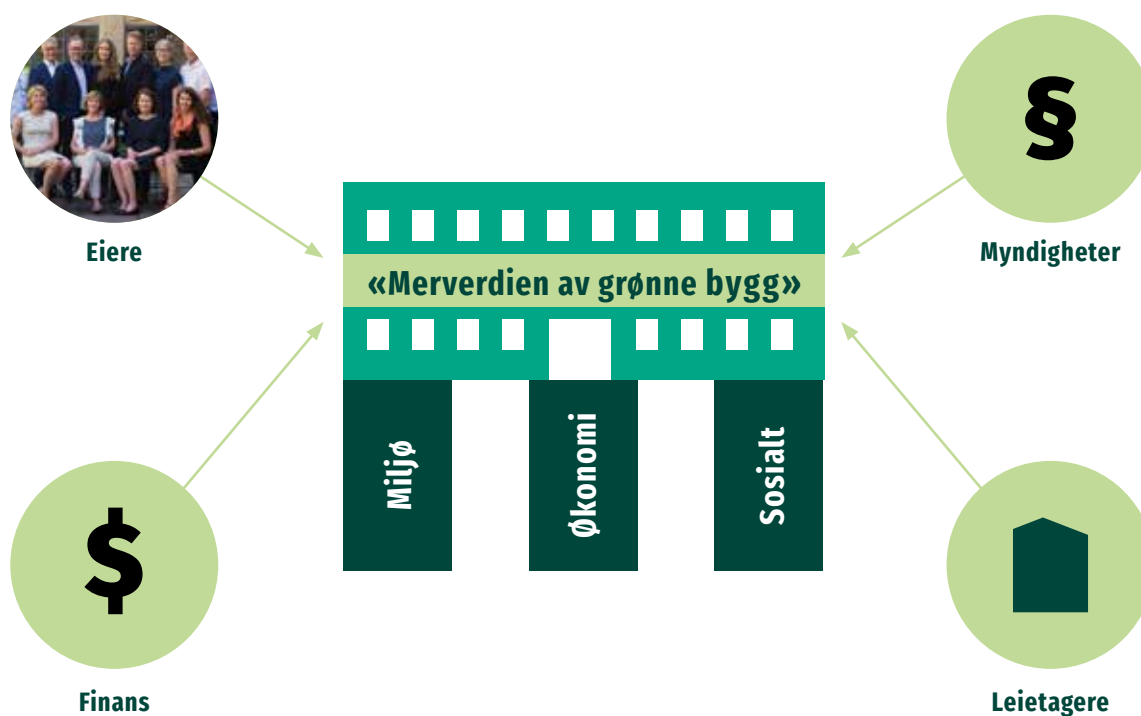 §
Eiere
Myndigheter
«Merverdien av grønne bygg»
Miljø
Økonomi
Sosialt
$
Finans
Leietagere